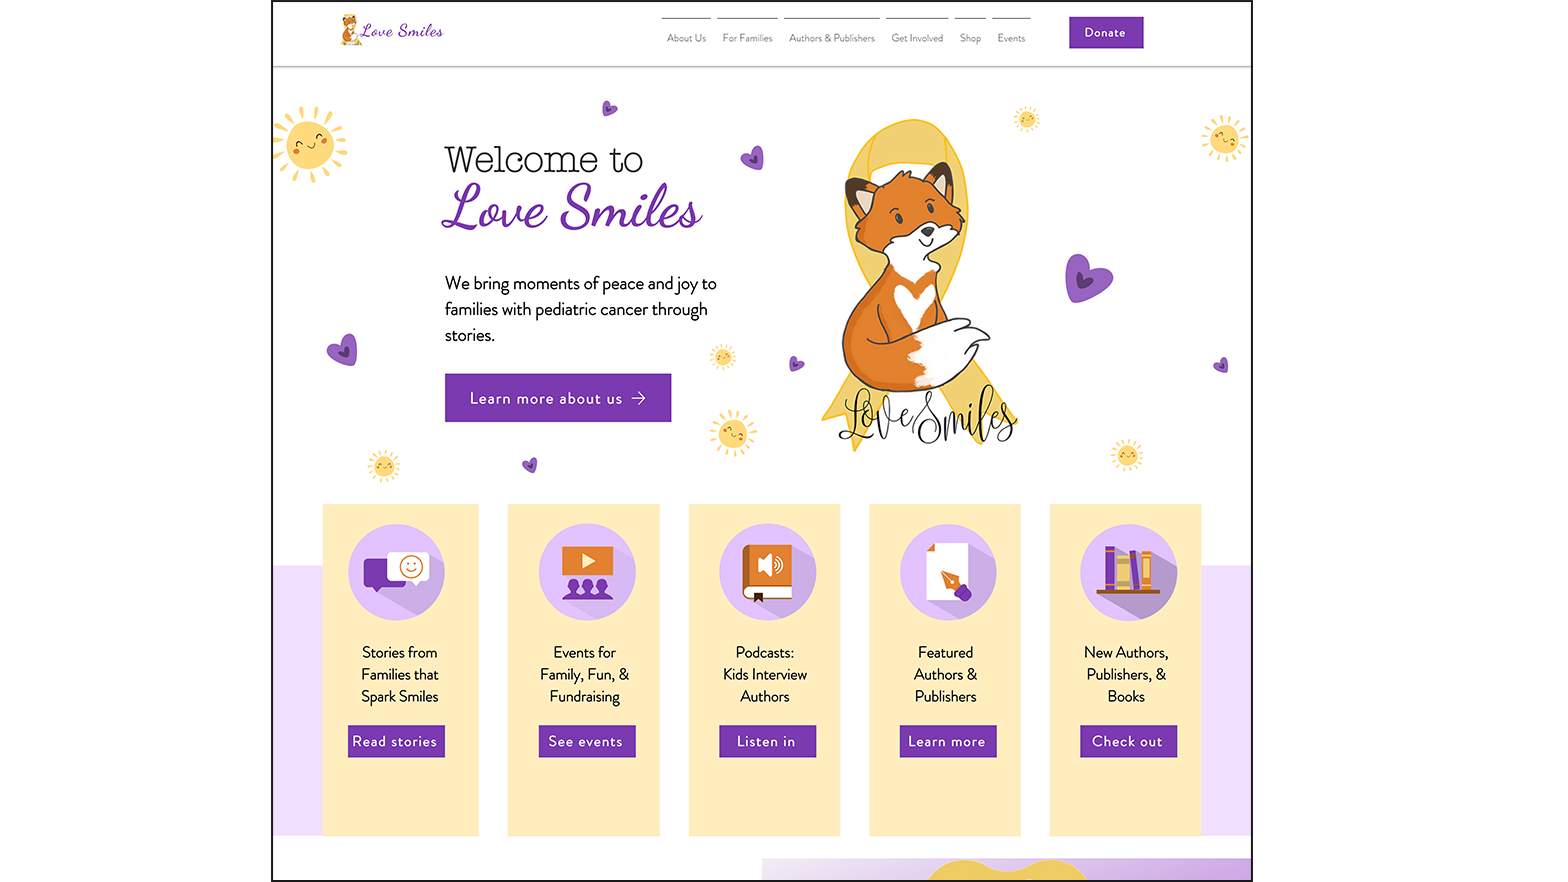 Love Smiles
About Us
For Families
Authors & Publishers
Get Involved
Shop
Events
Donate
Welcome to
Love Smiles
We bring moments of peace and joy to
families with pediatric cancer through
stories.
Learn more about us →
Love Smiles
Stories from
Families that
Spark Smiles
Read stories
Events for
Family, Fun, &
Fundraising
See events
Podcasts:
Kids Interview
Authors
Listen in
Featured
Authors &
Publishers
Learn more
New Authors,
Publishers, &
Books
Check out